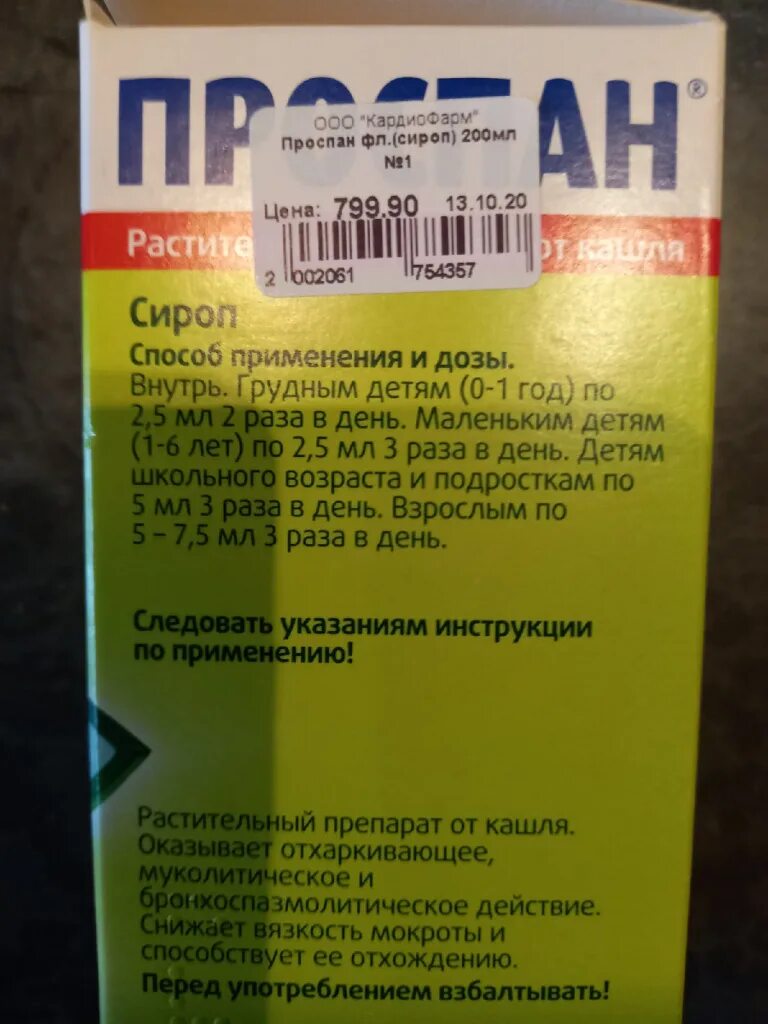 ПРОСПАН®
ООО "КардиоФарм"
Проспан фл.(сироп) 200мл
№1
Цена: 799.90 13.10.20
2 002061 754357
от кашля
Сироп
Способ применения и дозы.
Внутрь. Грудным детям (0-1 год) по
2,5 мл 2 раза в день. Маленьким детям
(1-6 лет) по 2,5 мл 3 раза в день. Детям
школьного возраста и подросткам по
5 мл 3 раза в день. Взрослым по
5 – 7,5 мл 3 раза в день.
Следовать указаниям инструкции
по применению!
Растительный препарат от кашля.
Оказывает отхаркивающее,
муколитическое и
бронхоспазмолитическое действие.
Снижает вязкость мокроты и
способствует ее отхождению.
Перед употреблением взбалтывать!